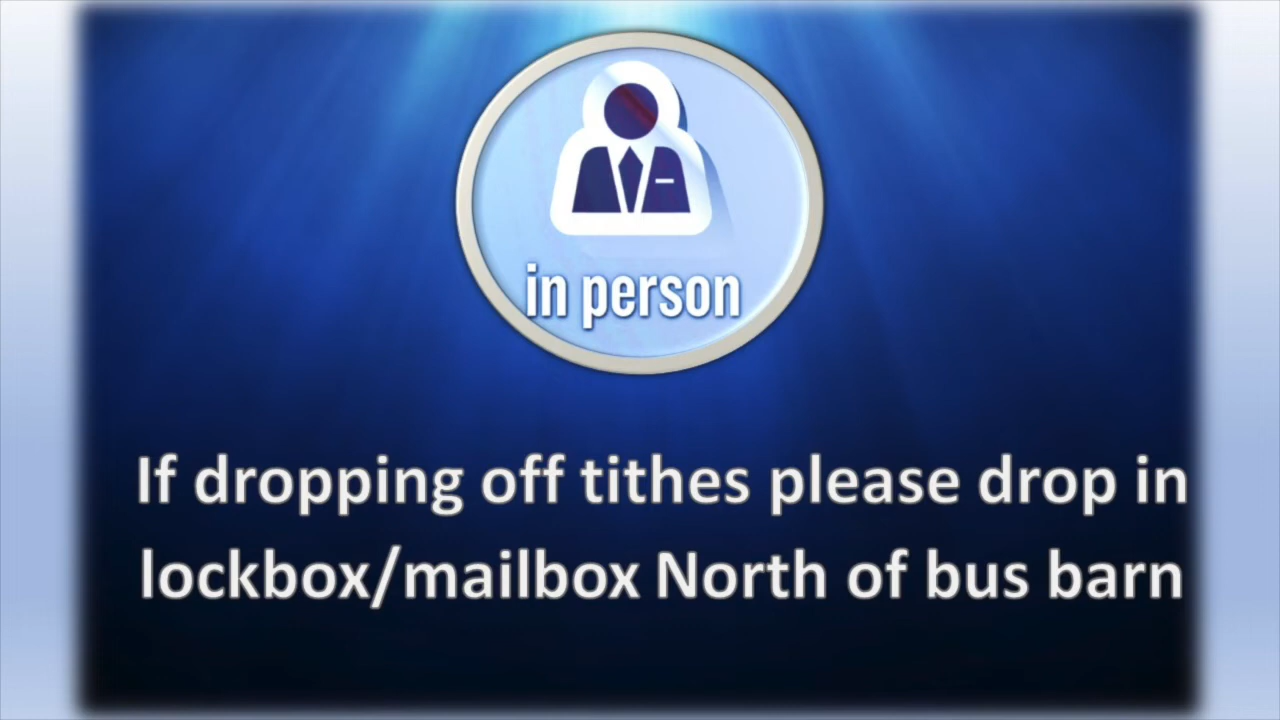 in person
If dropping off tithes please drop in
lockbox/mailbox North of bus barn